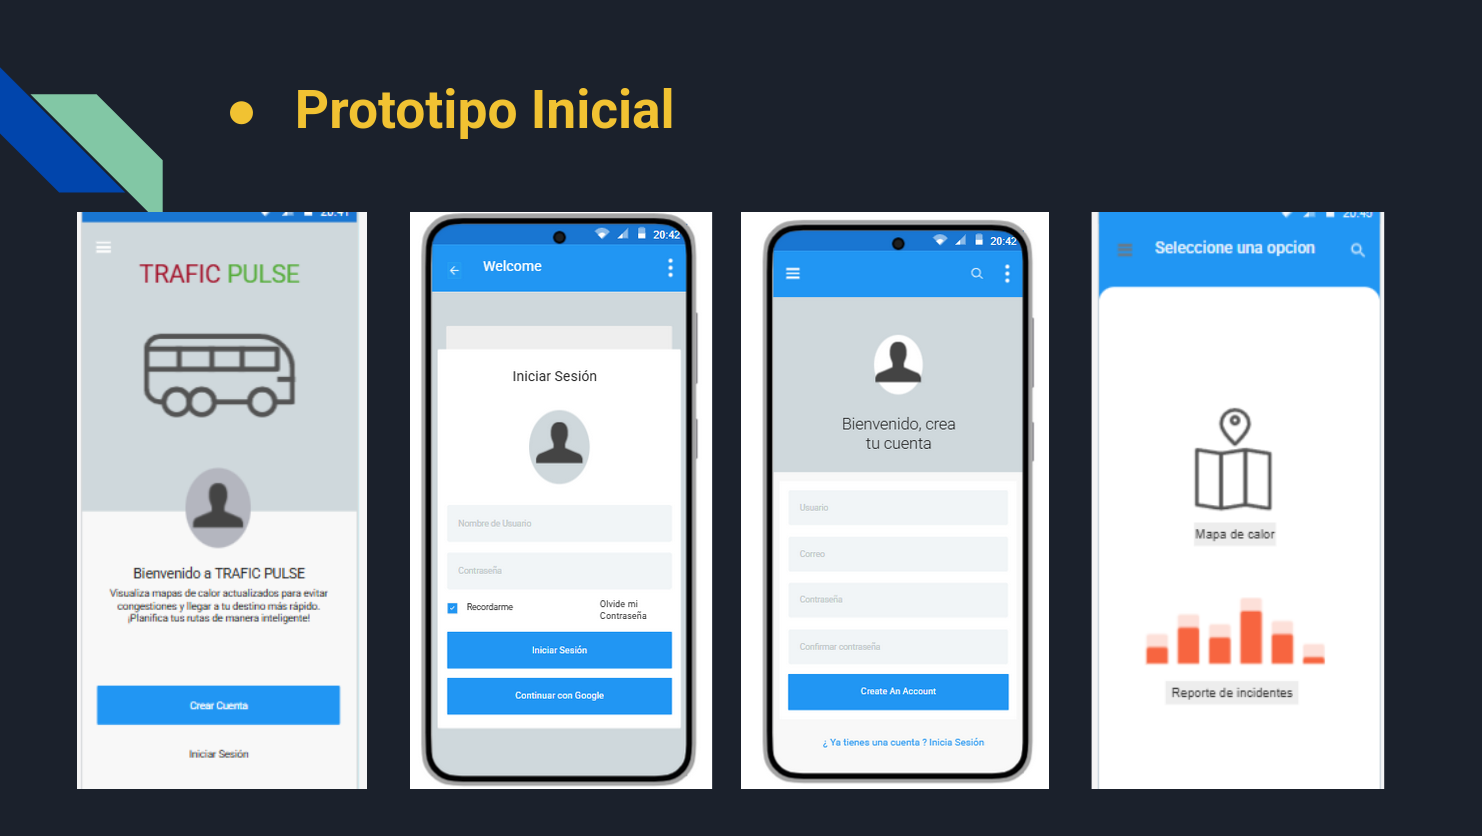 ● Prototipo Inicial
TRAFIC PULSE
Bienvenido a TRAFIC PULSE
Visualiza mapas de calor actualizados para evitar
congestiones y llegar a tu destino más rápido.
¡Planifica tus rutas de manera inteligente!
Crear Cuenta
Iniciar Sesión
20:42
Welcome
Iniciar Sesión
Nombre de Usuario
Contraseña
Recordarme
Olvide mi
Contraseña
Iniciar Sesión
Continuar con Google
20:42
Bienvenido, crea
tu cuenta
Usuario
Correo
Contraseña
Confirmar contraseña
Create An Account
¿ Ya tienes una cuenta ? Inicia Sesión
Seleccione una opcion
Mapa de calor
Reporte de incidentes